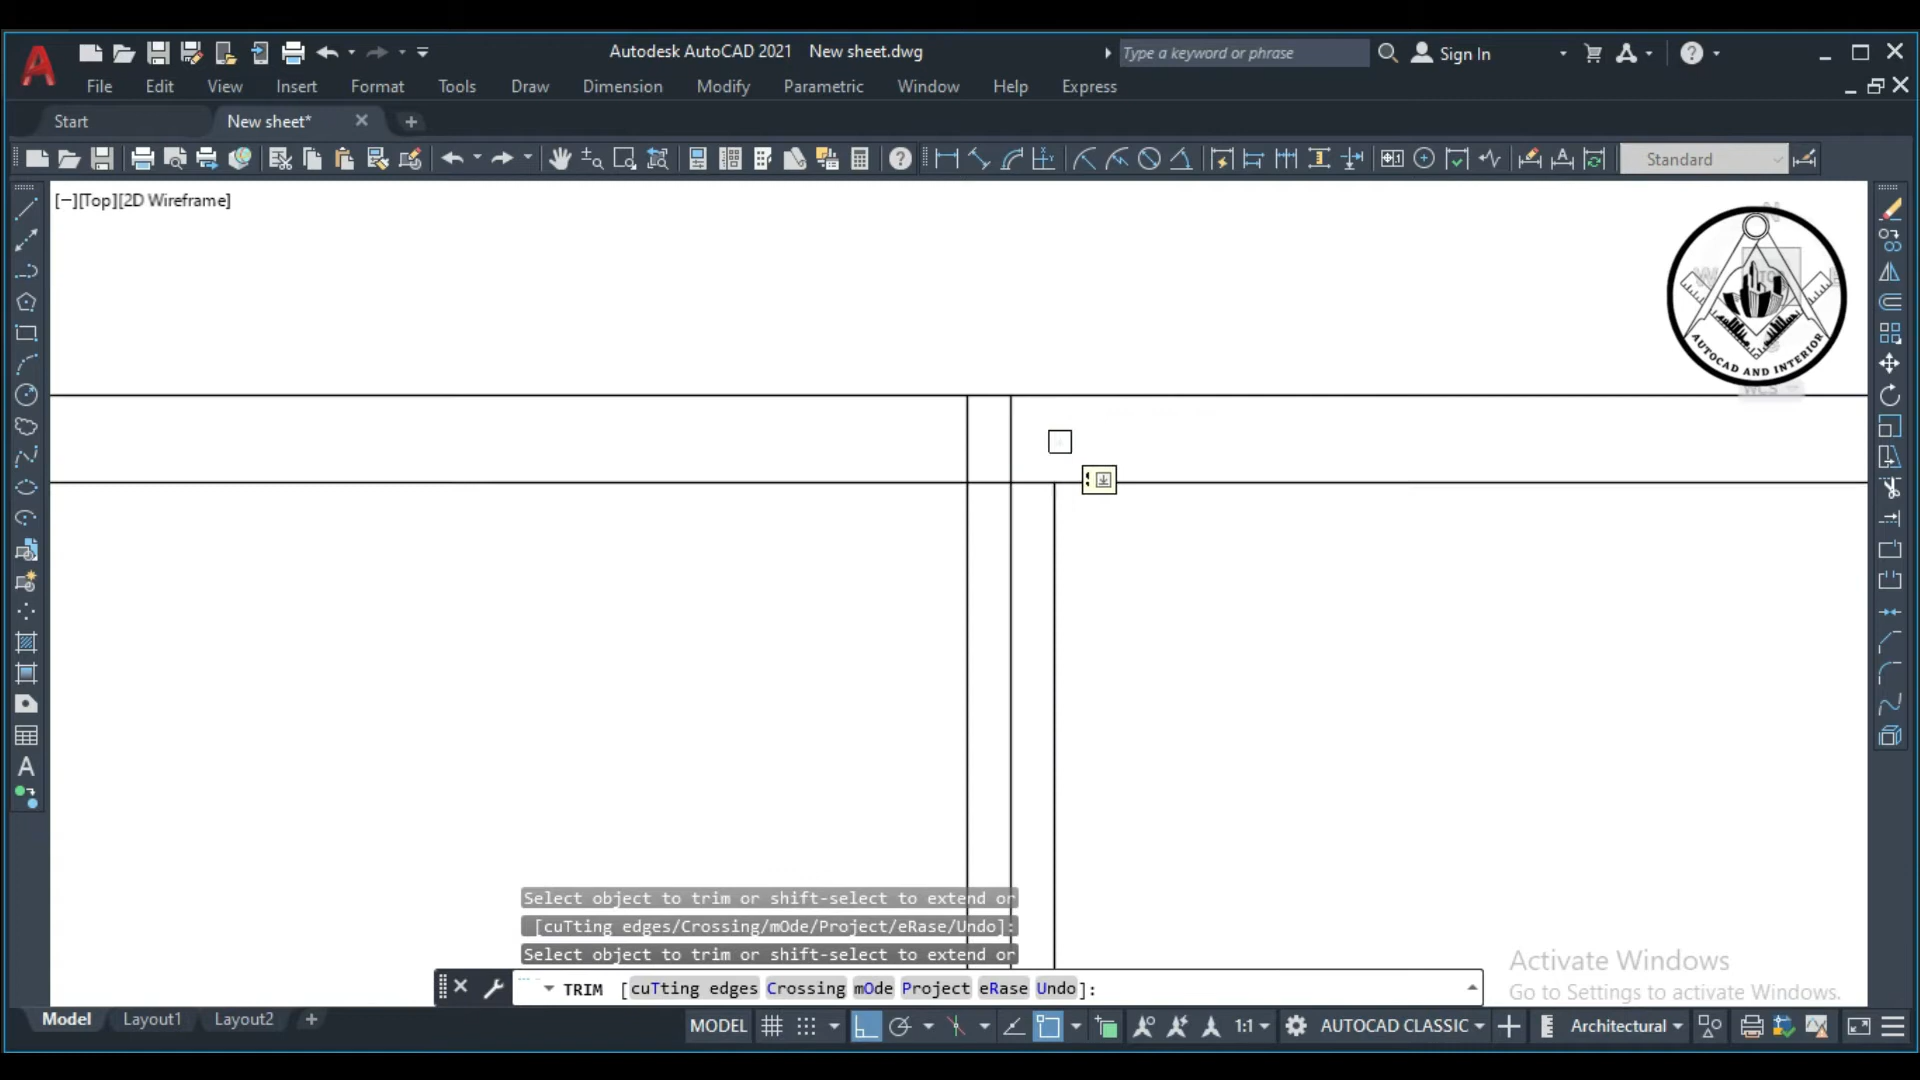 Autodesk AutoCAD 2021 New sheet.dwg
Type a keyword or phrase
Sign In
File Edit View Insert Format Tools Draw Dimension Modify Parametric Window Help Express
Start
New sheet*
Standard
[−][Top][2D Wireframe]
AUTOCAD AND INTERIOR
WCS
Select object to trim or shift-select to extend or
[cuTting edges/Crossing/mOde/Project/eRase/Undo]:
Select object to trim or shift-select to extend or
TRIM [cuTting edges Crossing mOde Project eRase Undo]:
Activate Windows
Go to Settings to activate Windows.
Model Layout1 Layout2
MODEL
1:1
AUTOCAD CLASSIC
Architectural